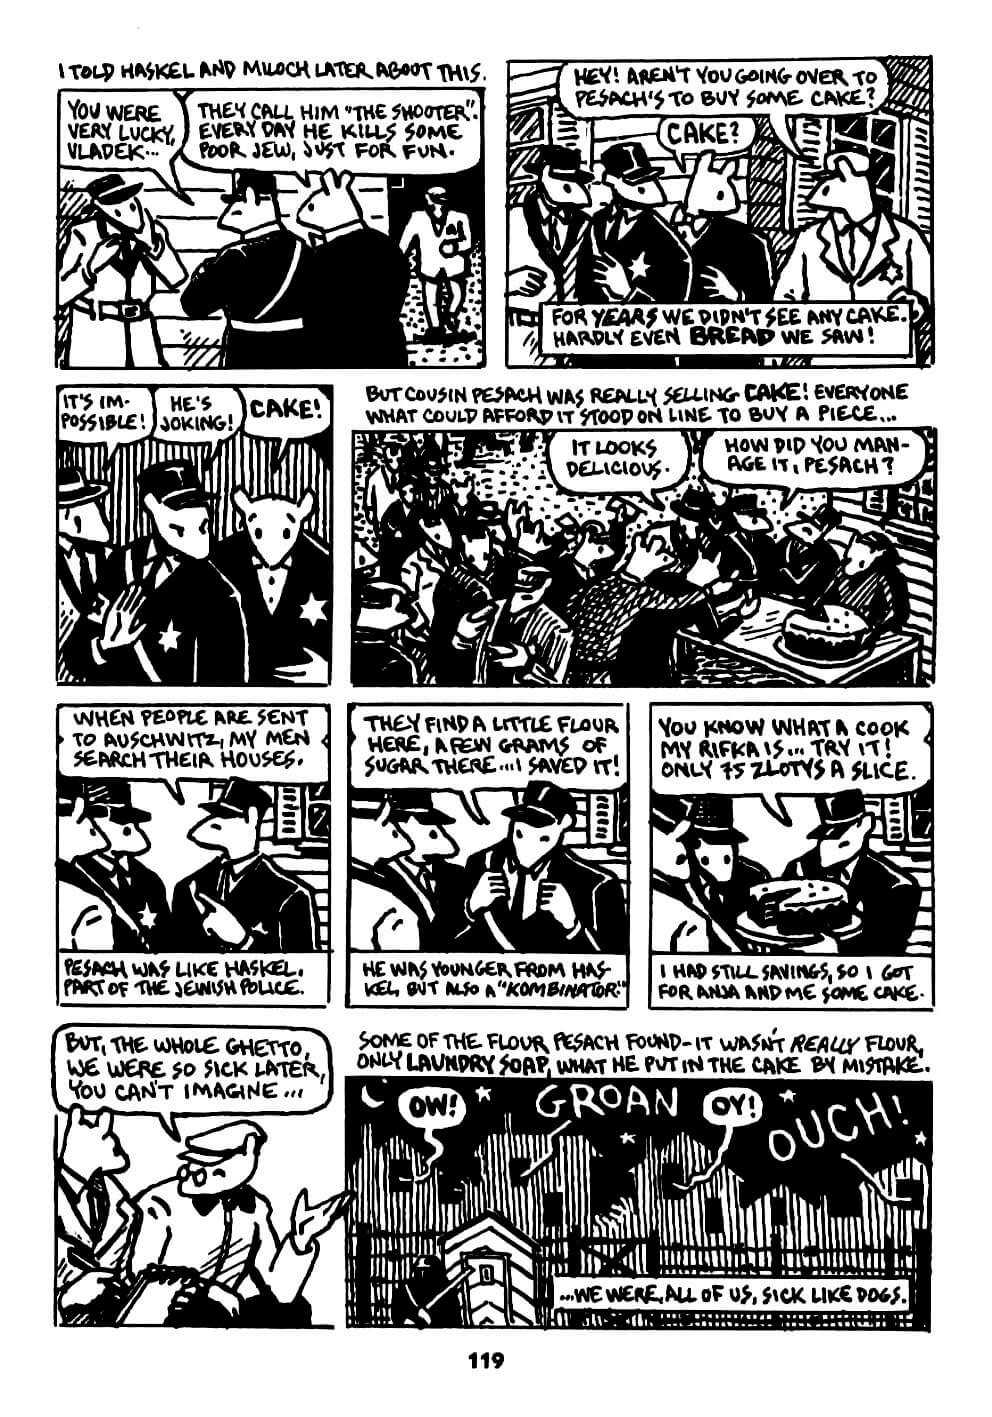 I TOLD HASKEL AND MILOCH LATER ABOUT THIS.
YOU WERE
VERY LUCKY,
VLADEK...
THEY CALL HIM "THE SHOOTER".
EVERY DAY HE KILLS SOME
POOR JEW, JUST FOR FUN.
HEY! AREN'T YOU GOING OVER TO
PESACH'S TO BUY SOME CAKE?
CAKE?
FOR YEARS WE DIDN'T SEE ANY CAKE.
HARDLY EVEN BREAD WE SAW!
IT'S IM-
POSSIBLE!
HE'S
JOKING!
CAKE!
BUT COUSIN PESACH WAS REALLY SELLING CAKE! EVERYONE
WHAT COULD AFFORD IT STOOD ON LINE TO BUY A PIECE...
IT LOOKS
DELICIOUS.
HOW DID YOU MAN-
AGE IT, PESACH?
WHEN PEOPLE ARE SENT
TO AUSCHWITZ, MY MEN
SEARCH THEIR HOUSES.
PESACH WAS LIKE HASKEL.
PART OF THE JEWISH POLICE.
THEY FIND A LITTLE FLOUR
HERE, A FEW GRAMS OF
SUGAR THERE...I SAVED IT!
HE WAS YOUNGER FROM HAS-
KEL, BUT ALSO A "KOMBINATOR."
YOU KNOW WHAT A COOK
MY RIFKA IS... TRY IT!
ONLY 75 ZLOTYS A SLICE.
I HAD STILL SAVINGS, SO I GOT
FOR ANJA AND ME SOME CAKE.
BUT, THE WHOLE GHETTO,
WE WERE SO SICK LATER,
YOU CAN'T IMAGINE...
SOME OF THE FLOUR PESACH FOUND-IT WASN'T REALLY FLOUR,
ONLY LAUNDRY SOAP, WHAT HE PUT IN THE CAKE BY MISTAKE.
OW!
GROAN
OY!
OUCH!
...WE WERE, ALL OF US, SICK LIKE DOGS.
119